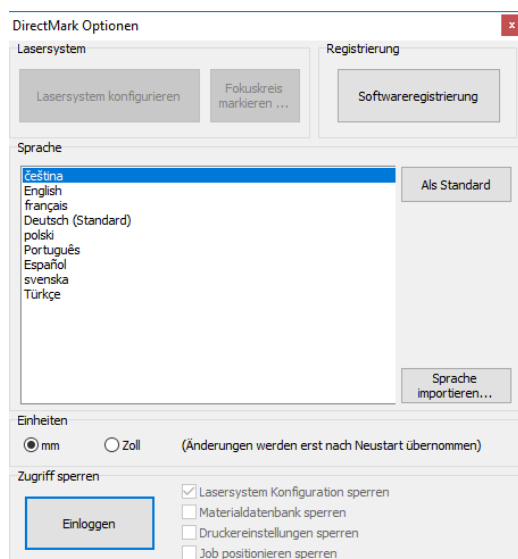 DirectMark Optionen
Lasersystem
Registrierung
Lasersystem konfigurieren
Fokuskreis
markieren ...
Softwareregistrierung
Sprache
čeština
English
français
Deutsch (Standard)
polski
Português
Español
svenska
Türkçe
Als Standard
Sprache
importieren...
Einheiten
mm
Zoll
(Änderungen werden erst nach Neustart übernommen)
Zugriff sperren
Einloggen
Lasersystem Konfiguration sperren
Materialdatenbank sperren
Druckereinstellungen sperren
Job positionieren sperren